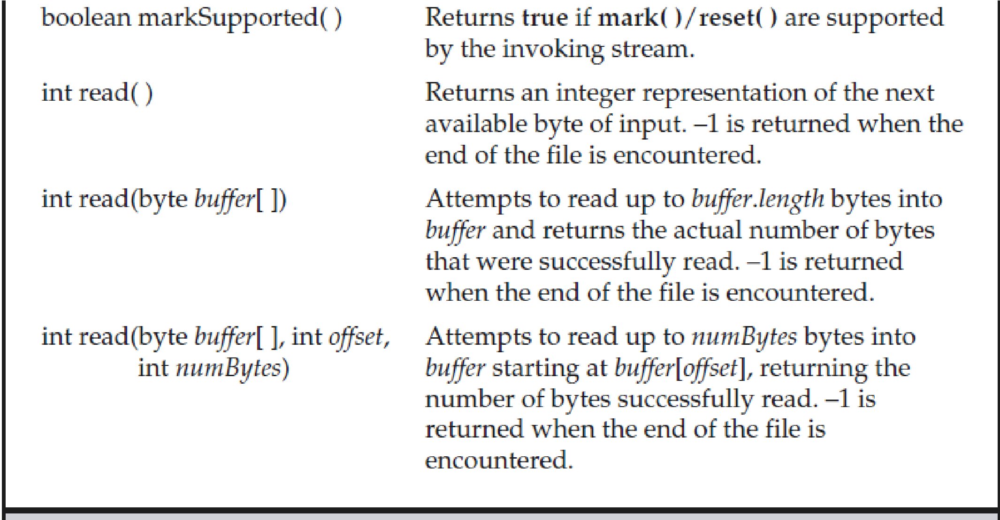 boolean markSupported( ) Returns true if mark( )/reset( ) are supported
by the invoking stream.
int read( ) Returns an integer representation of the next
available byte of input. –1 is returned when the
end of the file is encountered.
int read(byte buffer[ ]) Attempts to read up to buffer.length bytes into
buffer and returns the actual number of bytes
that were successfully read. –1 is returned
when the end of the file is encountered.
int read(byte buffer[ ], int offset, Attempts to read up to numBytes bytes into
int numBytes) buffer starting at buffer[offset], returning the
number of bytes successfully read. –1 is
returned when the end of the file is
encountered.